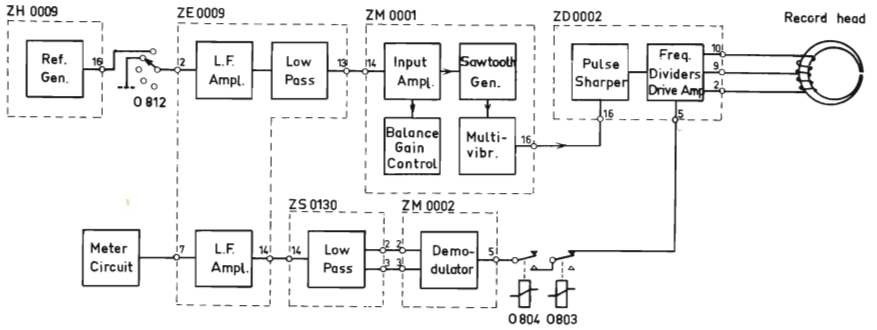 ZH 0009
ZE 0009
ZM 0001
ZD0002
Record head
Ref.
Gen.
16
O 812
2
L.F.
Ampl.
Low
Pass
13
14
Input
Ampl.
Sawtooth
Gen.
Balance
Gain
Control
Multi-
vibr.
16
Pulse
Sharper
16
Freq.
Dividers
Drive Amp
10
9
2
5
ZS 0130
ZM 0002
Meter
Circuit
7
L.F.
Ampl.
14
14
Low
Pass
2
2
3
3
Demo-
dulator
5
O 804
O803